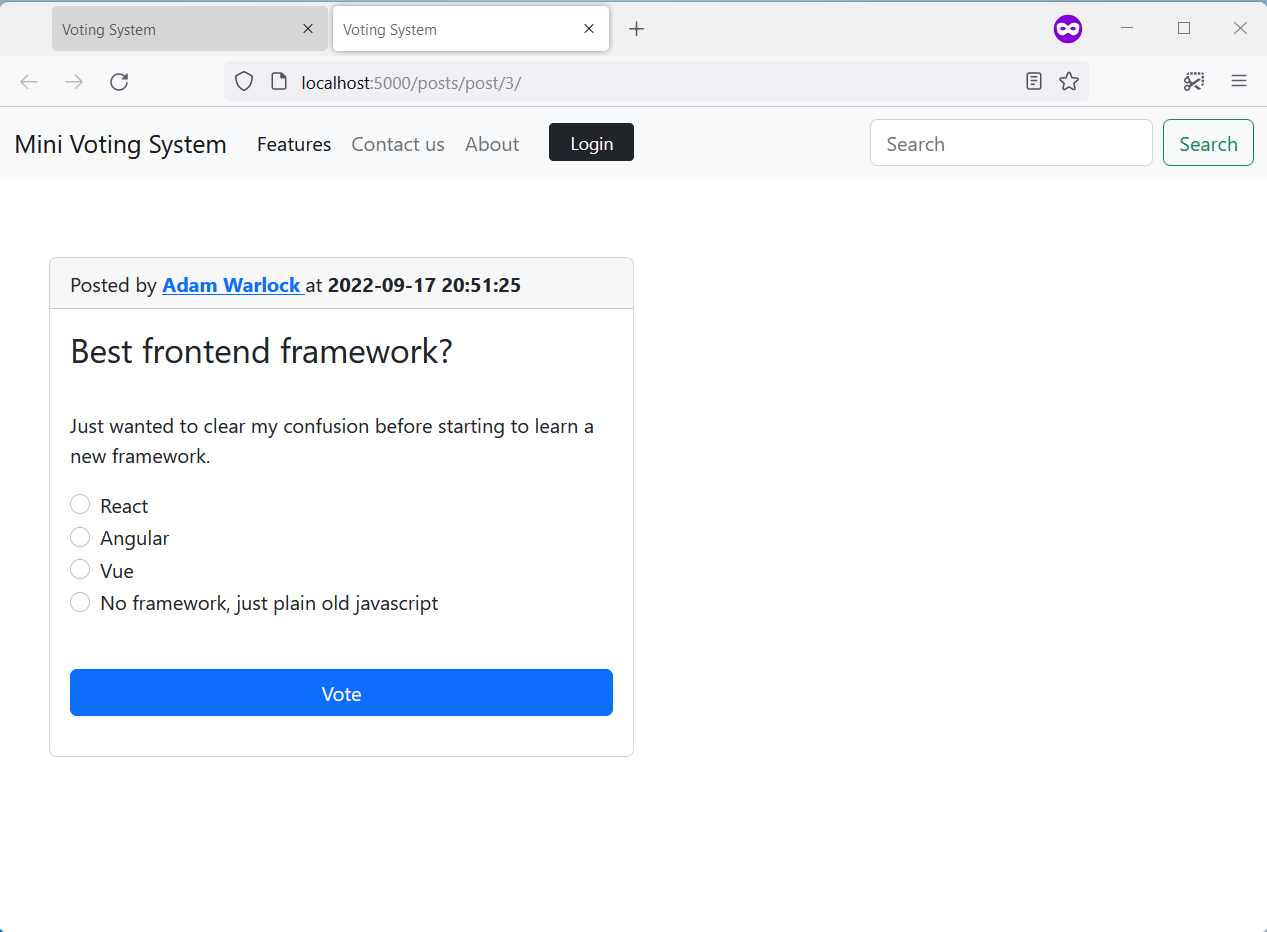 Voting System
Voting System
localhost:5000/posts/post/3/
Mini Voting System Features Contact us About Login Search Search
Posted by Adam Warlock at 2022-09-17 20:51:25
Best frontend framework?
Just wanted to clear my confusion before starting to learn a
new framework.
React
Angular
Vue
No framework, just plain old javascript
Vote